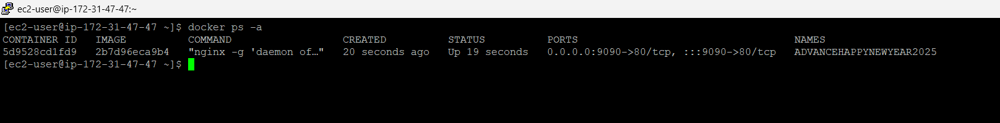 ec2-user@ip-172-31-47-47:~
[ec2-user@ip-172-31-47-47 ~]$ docker ps -a
CONTAINER ID   IMAGE          COMMAND                  CREATED          STATUS          PORTS                                   NAMES
5d9528cd1fd9   2b7d96eca9b4   "nginx -g 'daemon of…"   20 seconds ago   Up 19 seconds   0.0.0.0:9090->80/tcp, :::9090->80/tcp   ADVANCEHAPPYNEWYEAR2025
[ec2-user@ip-172-31-47-47 ~]$